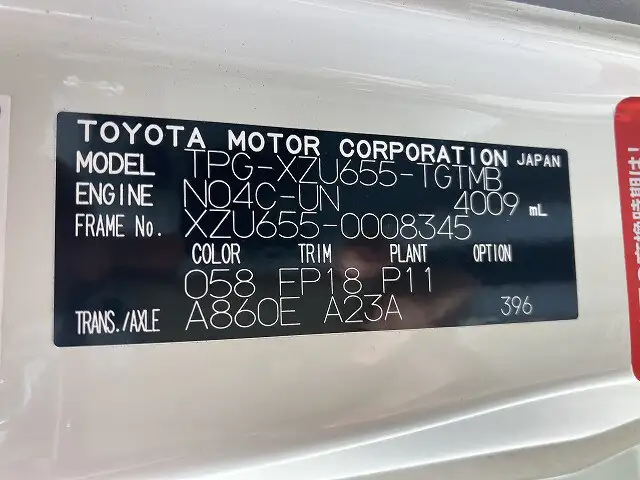 TOYOTA MOTOR CORPORATION JAPAN
MODEL TPG-XZU655-TGTMB
ENGINE N04C-UN 4009 mL
FRAME No. XZU655-0008345
COLOR TRIM PLANT OPTION
058 FP18 P11
TRANS./AXLE A860E A23A 396